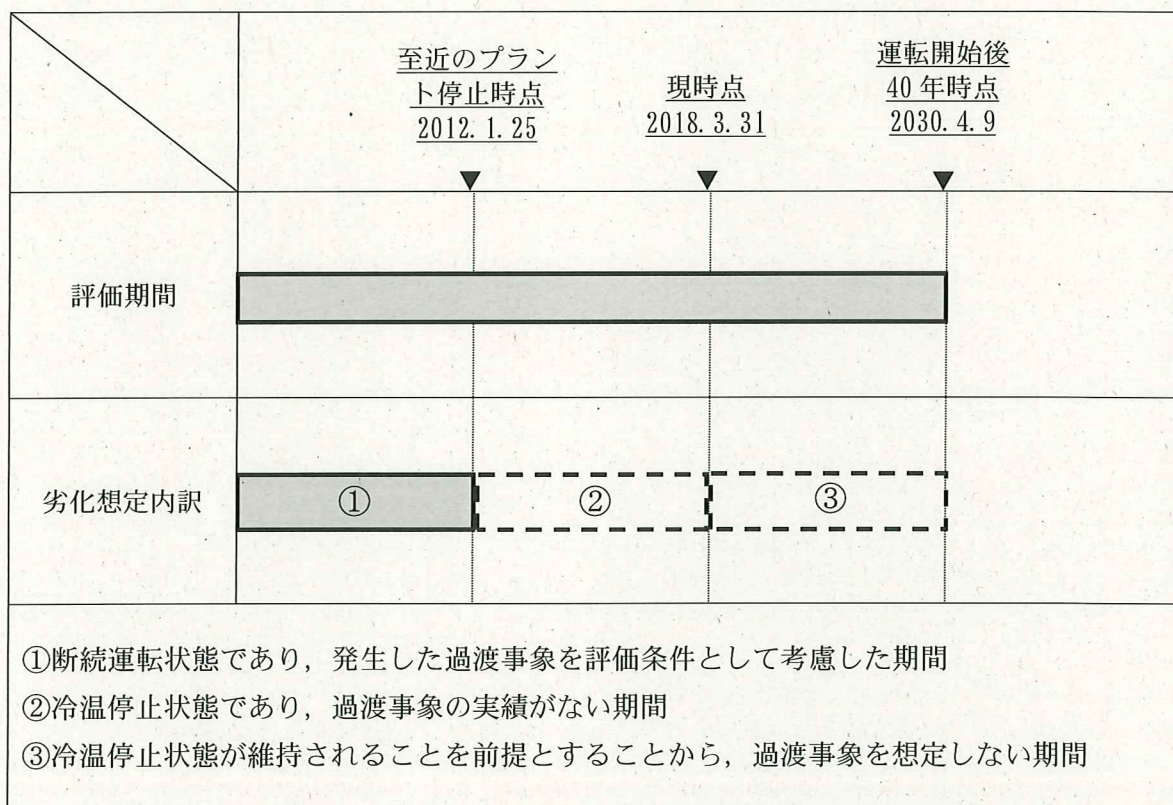 至近のプラン
ト停止時点
2012. 1. 25
現時点
2018. 3. 31
運転開始後
40 年時点
2030. 4. 9
評価期間
劣化想定内訳
①
②
③
①断続運転状態であり，発生した過渡事象を評価条件として考慮した期間
②冷温停止状態であり，過渡事象の実績がない期間
③冷温停止状態が維持されることを前提とすることから，過渡事象を想定しない期間